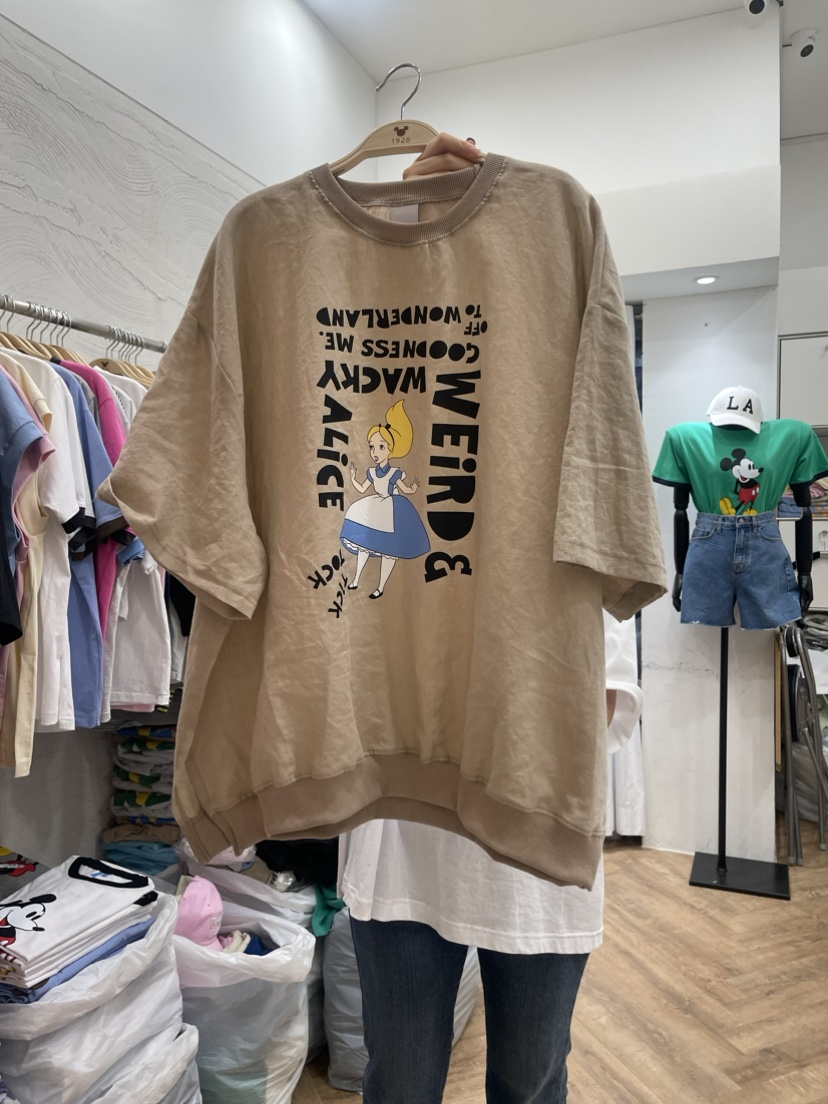 1928
OFF
TO WONDERLAND
GOODNESS ME.
WACKY
WEiRD &
ALiCE
TICK
TOCK
LA